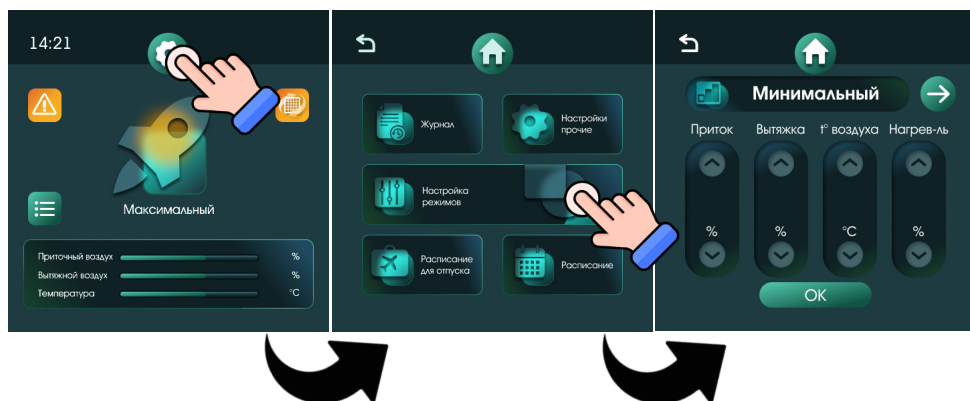 14:21
Максимальный
Приточный воздух %
Вытяжной воздух %
Температура °C
Журнал
Настройки
прочие
Настройка
режимов
Расписание
для отпуска
Расписание
Минимальный
Приток Вытяжка t° воздуха Нагрев-ль
% % °C %
OK